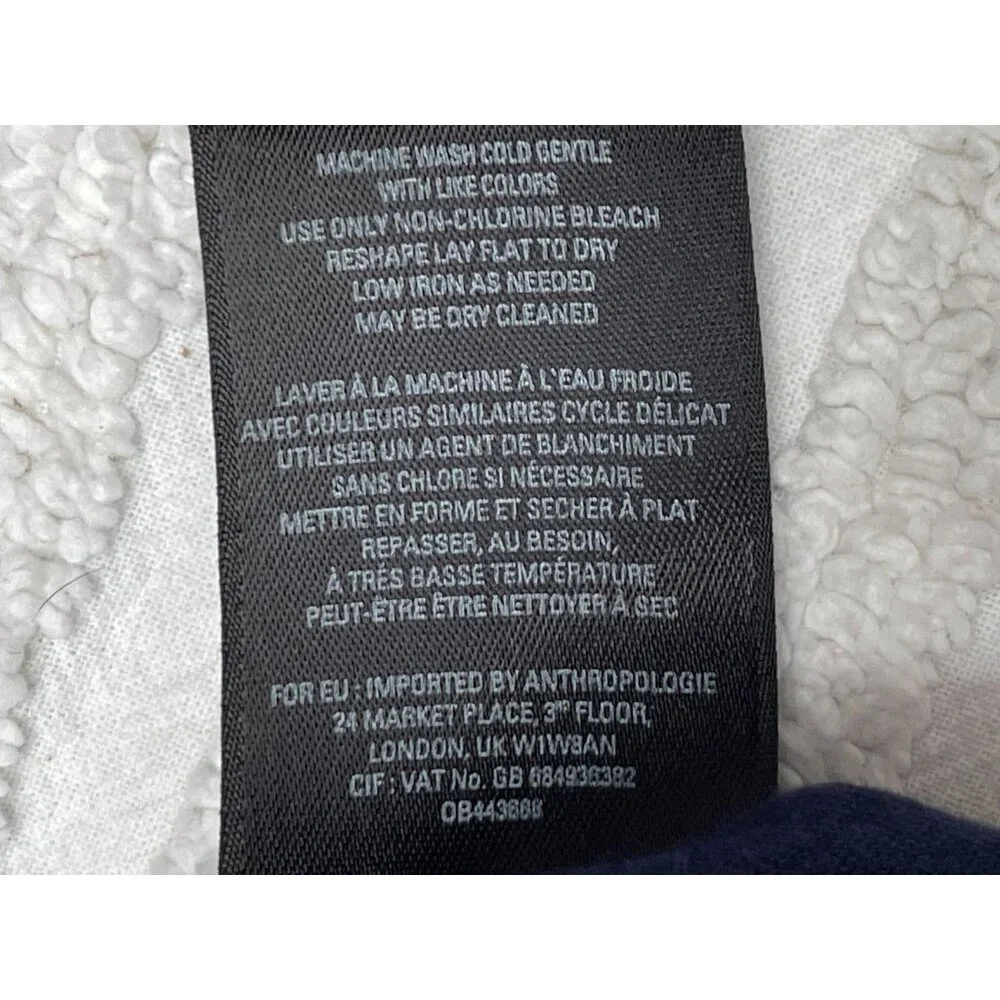 MACHINE WASH COLD GENTLE
WITH LIKE COLORS
USE ONLY NON-CHLORINE BLEACH
RESHAPE LAY FLAT TO DRY
LOW IRON AS NEEDED
MAY BE DRY CLEANED
LAVER À LA MACHINE À L'EAU FROIDE
AVEC COULEURS SIMILAIRES CYCLE DÉLICAT
UTILISER UN AGENT DE BLANCHIMENT
SANS CHLORE SI NÉCESSAIRE
METTRE EN FORME ET SECHER À PLAT
REPASSER, AU BESOIN,
À TRÉS BASSE TEMPÉRATURE
PEUT-ÊTRE ÊTRE NETTOYER À SEC
FOR EU : IMPORTED BY ANTHROPOLOGIE
24 MARKET PLACE, 3RD FLOOR,
LONDON, UK W1W8AN
CIF : VAT No. GB 684936382